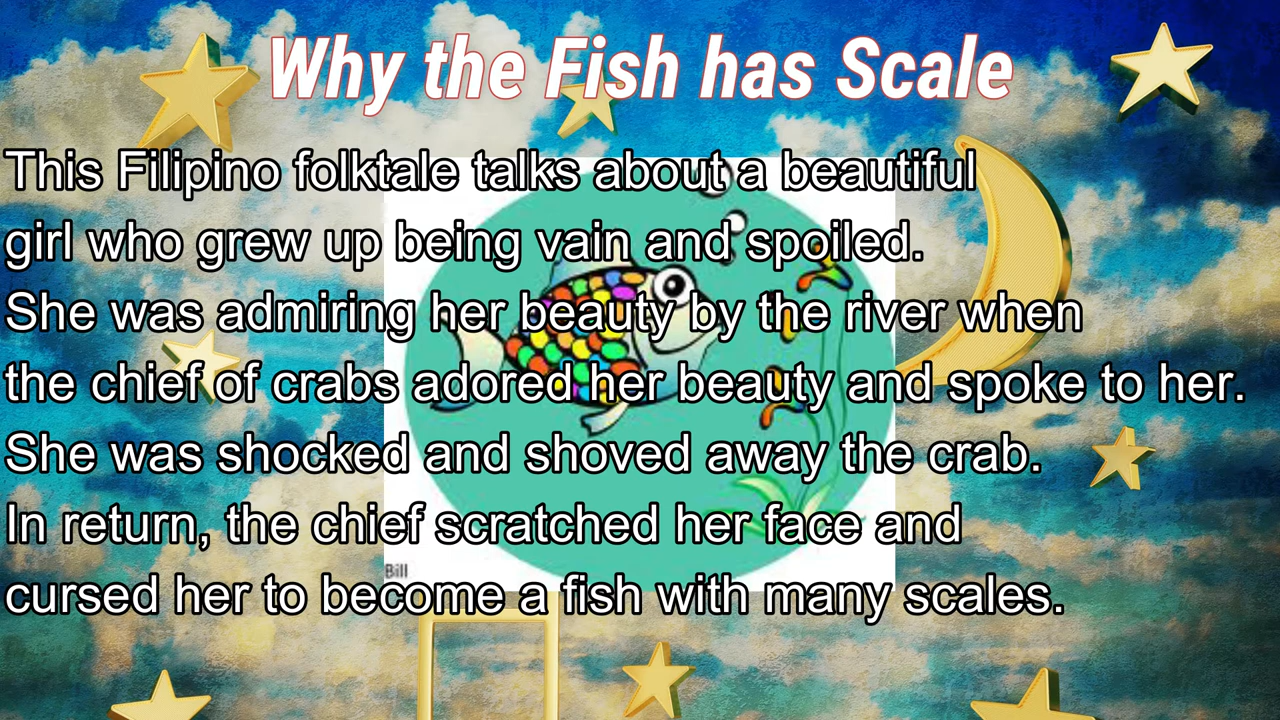 Why the Fish has Scale
This Filipino folktale talks about a beautiful
girl who grew up being vain and spoiled.
She was admiring her beauty by the river when
the chief of crabs adored her beauty and spoke to her.
She was shocked and shoved away the crab.
In return, the chief scratched her face and
Bill
cursed her to become a fish with many scales.